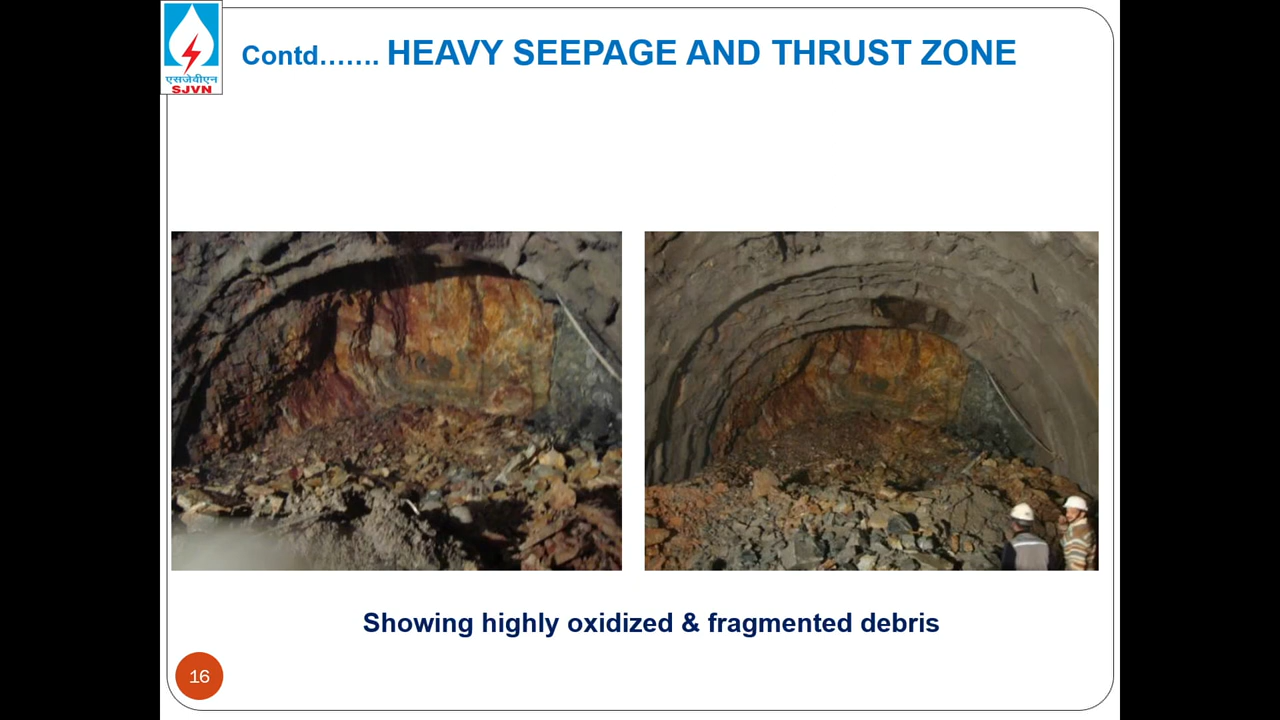 एसजेवीएन
SJVN
Contd……. HEAVY SEEPAGE AND THRUST ZONE
Showing highly oxidized & fragmented debris
16